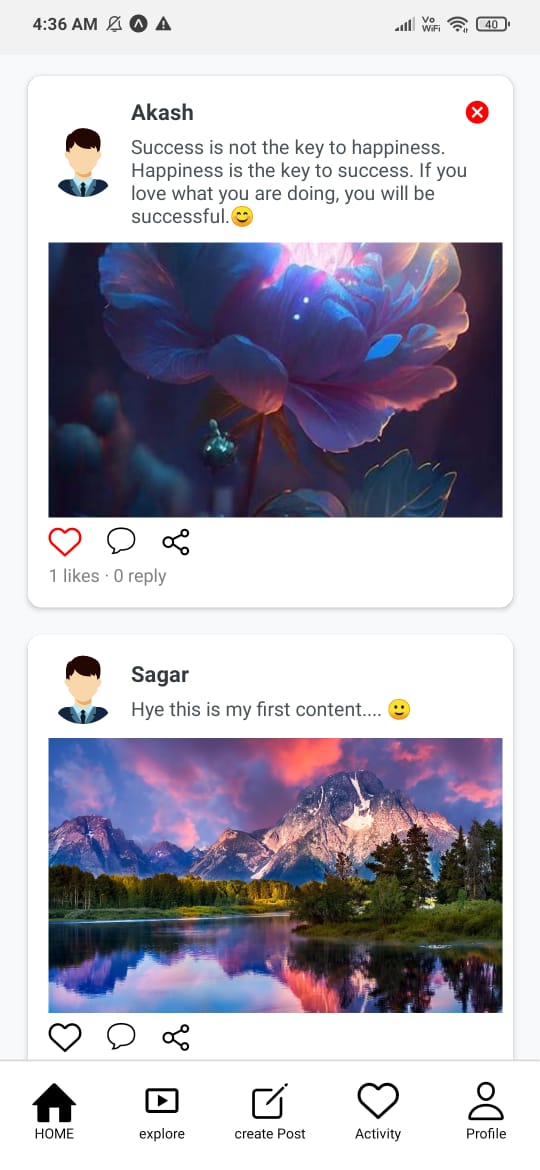 4:36 AM
Vo
WiFi
40
Akash
Success is not the key to happiness.
Happiness is the key to success. If you
love what you are doing, you will be
successful.😊
1 likes · 0 reply
Sagar
Hye this is my first content.... 🙂
HOME explore create Post Activity Profile